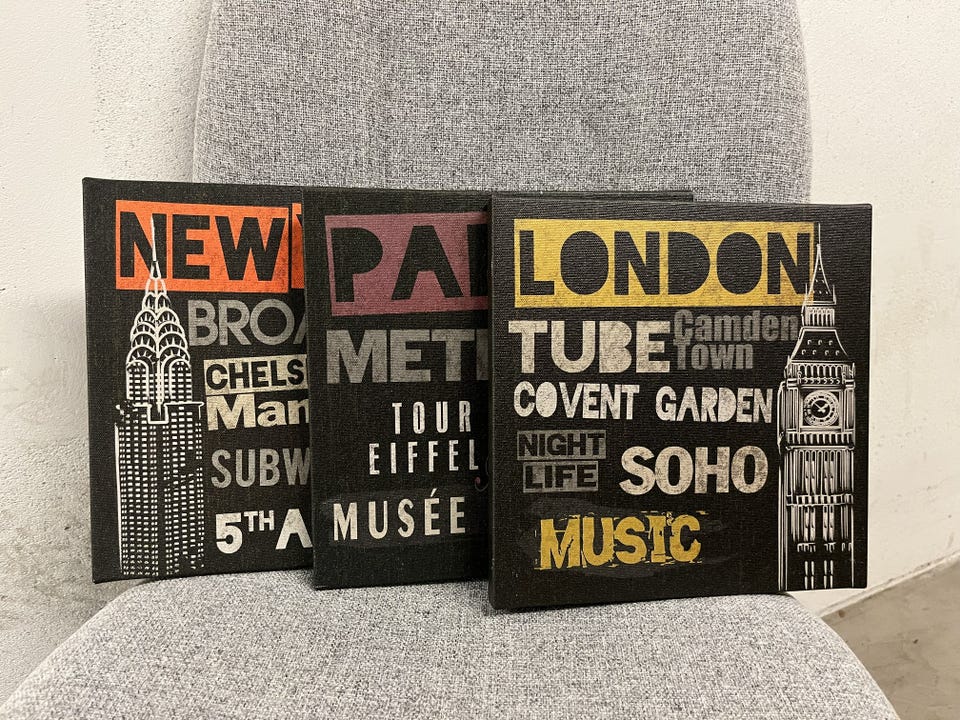 NEW
BROA
CHELS
Man
SUBW
5TH A
PA
MET
TOUR
EIFFEL
MUSÉE
LONDON
TUBE Camden
Town
COVENT GARDEN
NIGHT
LIFE
SOHO
MUSIC